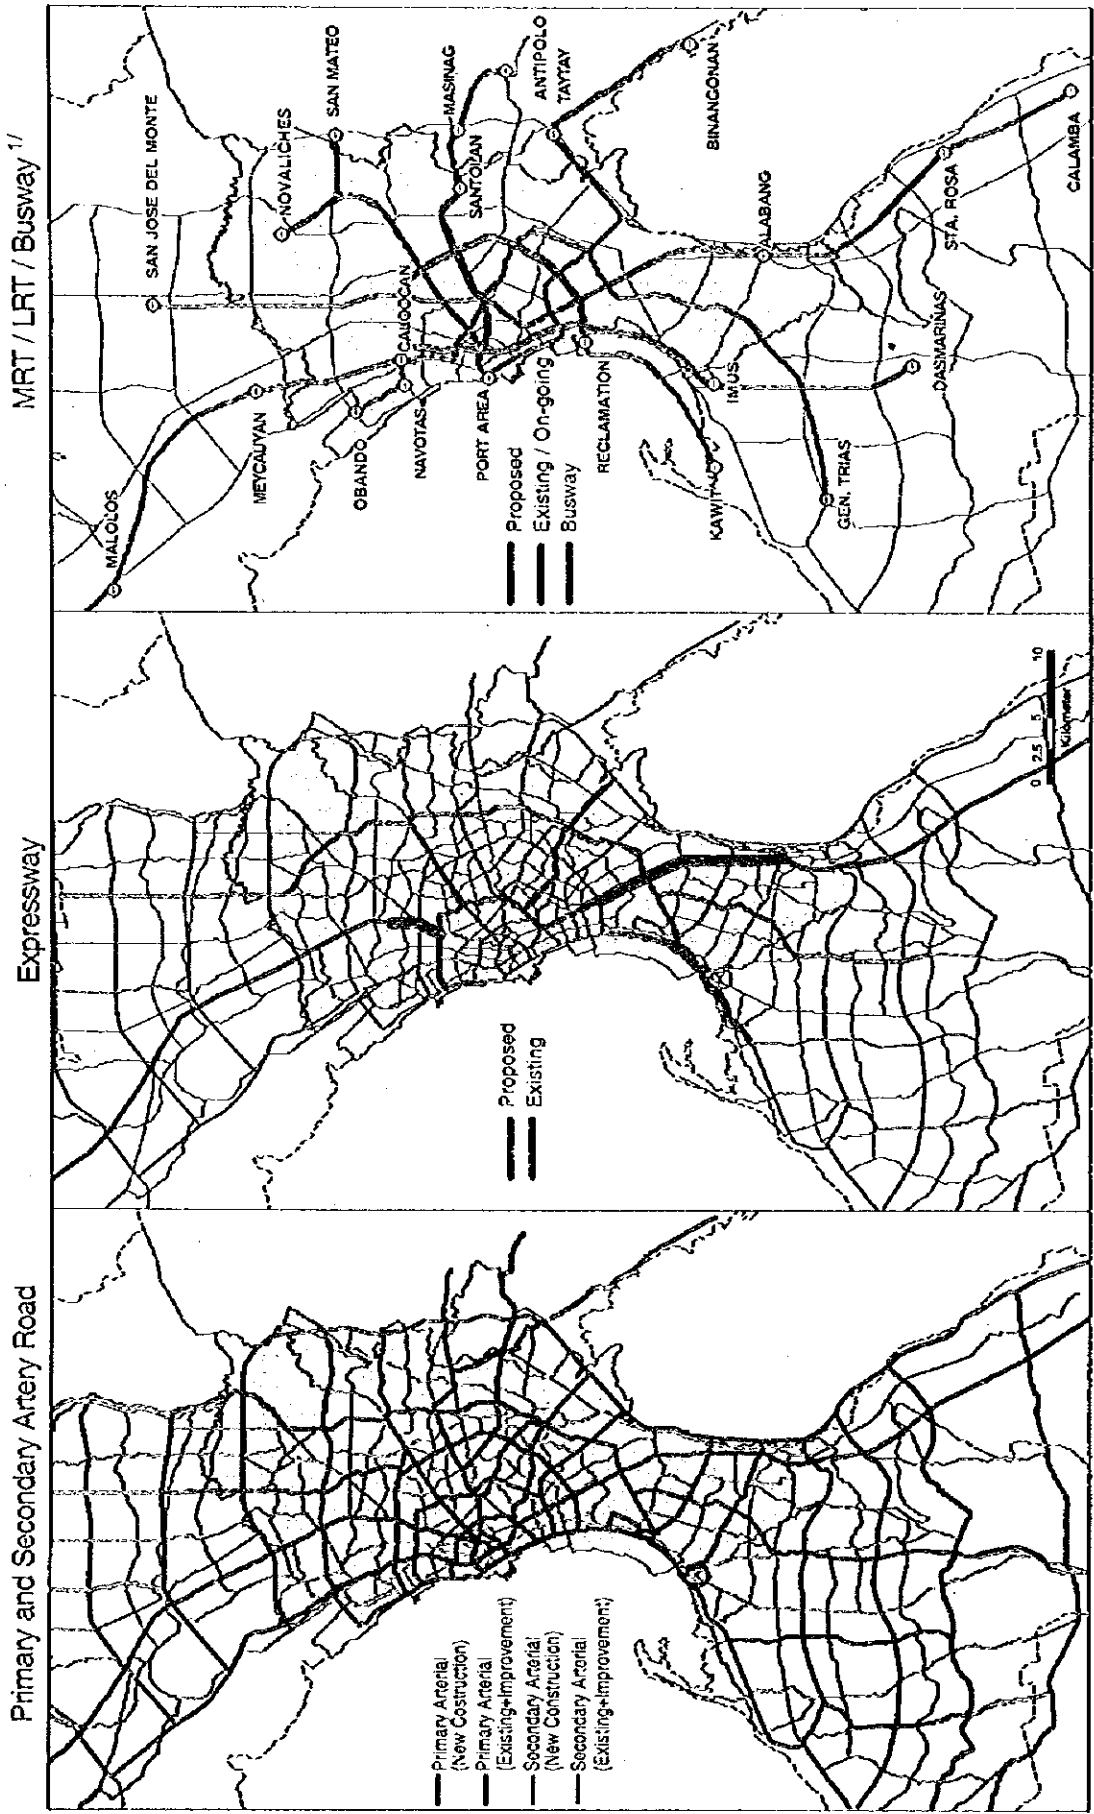 Primary and Secondary Artery Road
Primary Arterial
(New Costruction)
Primary Arterial
(Existing+Improvement)
Secondary Arterial
(New Construction)
Secondary Arterial
(Existing+Improvement)
Expressway
Proposed
Existing
0 2.5 5 10
Kilometer
MRT / LRT / Busway 1/
MALOLOS
SAN JOSE DEL MONTE
MEYCAUYAN
NOVALICHES
SAN MATEO
OBANDO
CALOOCAN
NAVOTAS
MASINAG
SANTOLAN
PORT AREA
ANTIPOLO
TAYTAY
Proposed
Existing / On-going
Busway
RECLAMATION
BINANGONAN
KAWIT
IMUS
ALABANG
GEN. TRIAS
DASMARINAS
STA. ROSA
CALAMBA